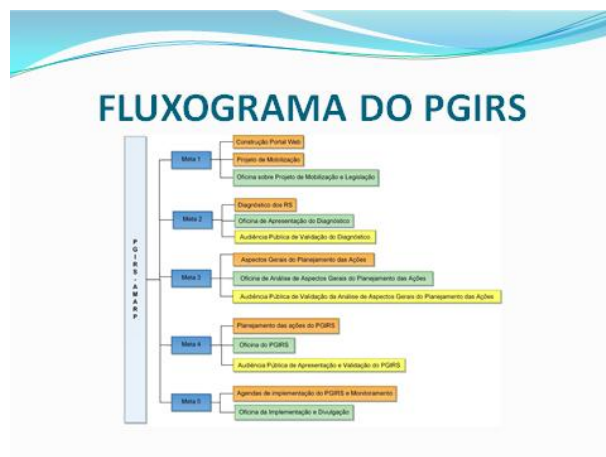 FLUXOGRAMA DO PGIRS
PGIRS-AMARP
Meta 1
Construção Portal Web
Projeto de Mobilização
Oficina sobre Projeto de Mobilização e Legislação
Meta 2
Diagnóstico dos RS
Oficina de Apresentação do Diagnóstico
Audiência Pública de Validação do Diagnóstico
Meta 3
Aspectos Gerais do Planejamento das Ações
Oficina de Análise de Aspectos Gerais do Planejamento das Ações
Audiência Pública de Validação de Análise de Aspectos Gerais do Planejamento das Ações
Meta 4
Planejamento das ações do PGIRS
Oficina do PGIRS
Audiência Pública de Apresentação e Validação do PGIRS
Meta 5
Agendas de implementação do PGIRS e Monitoramento
Oficina da Implementação e Divulgação